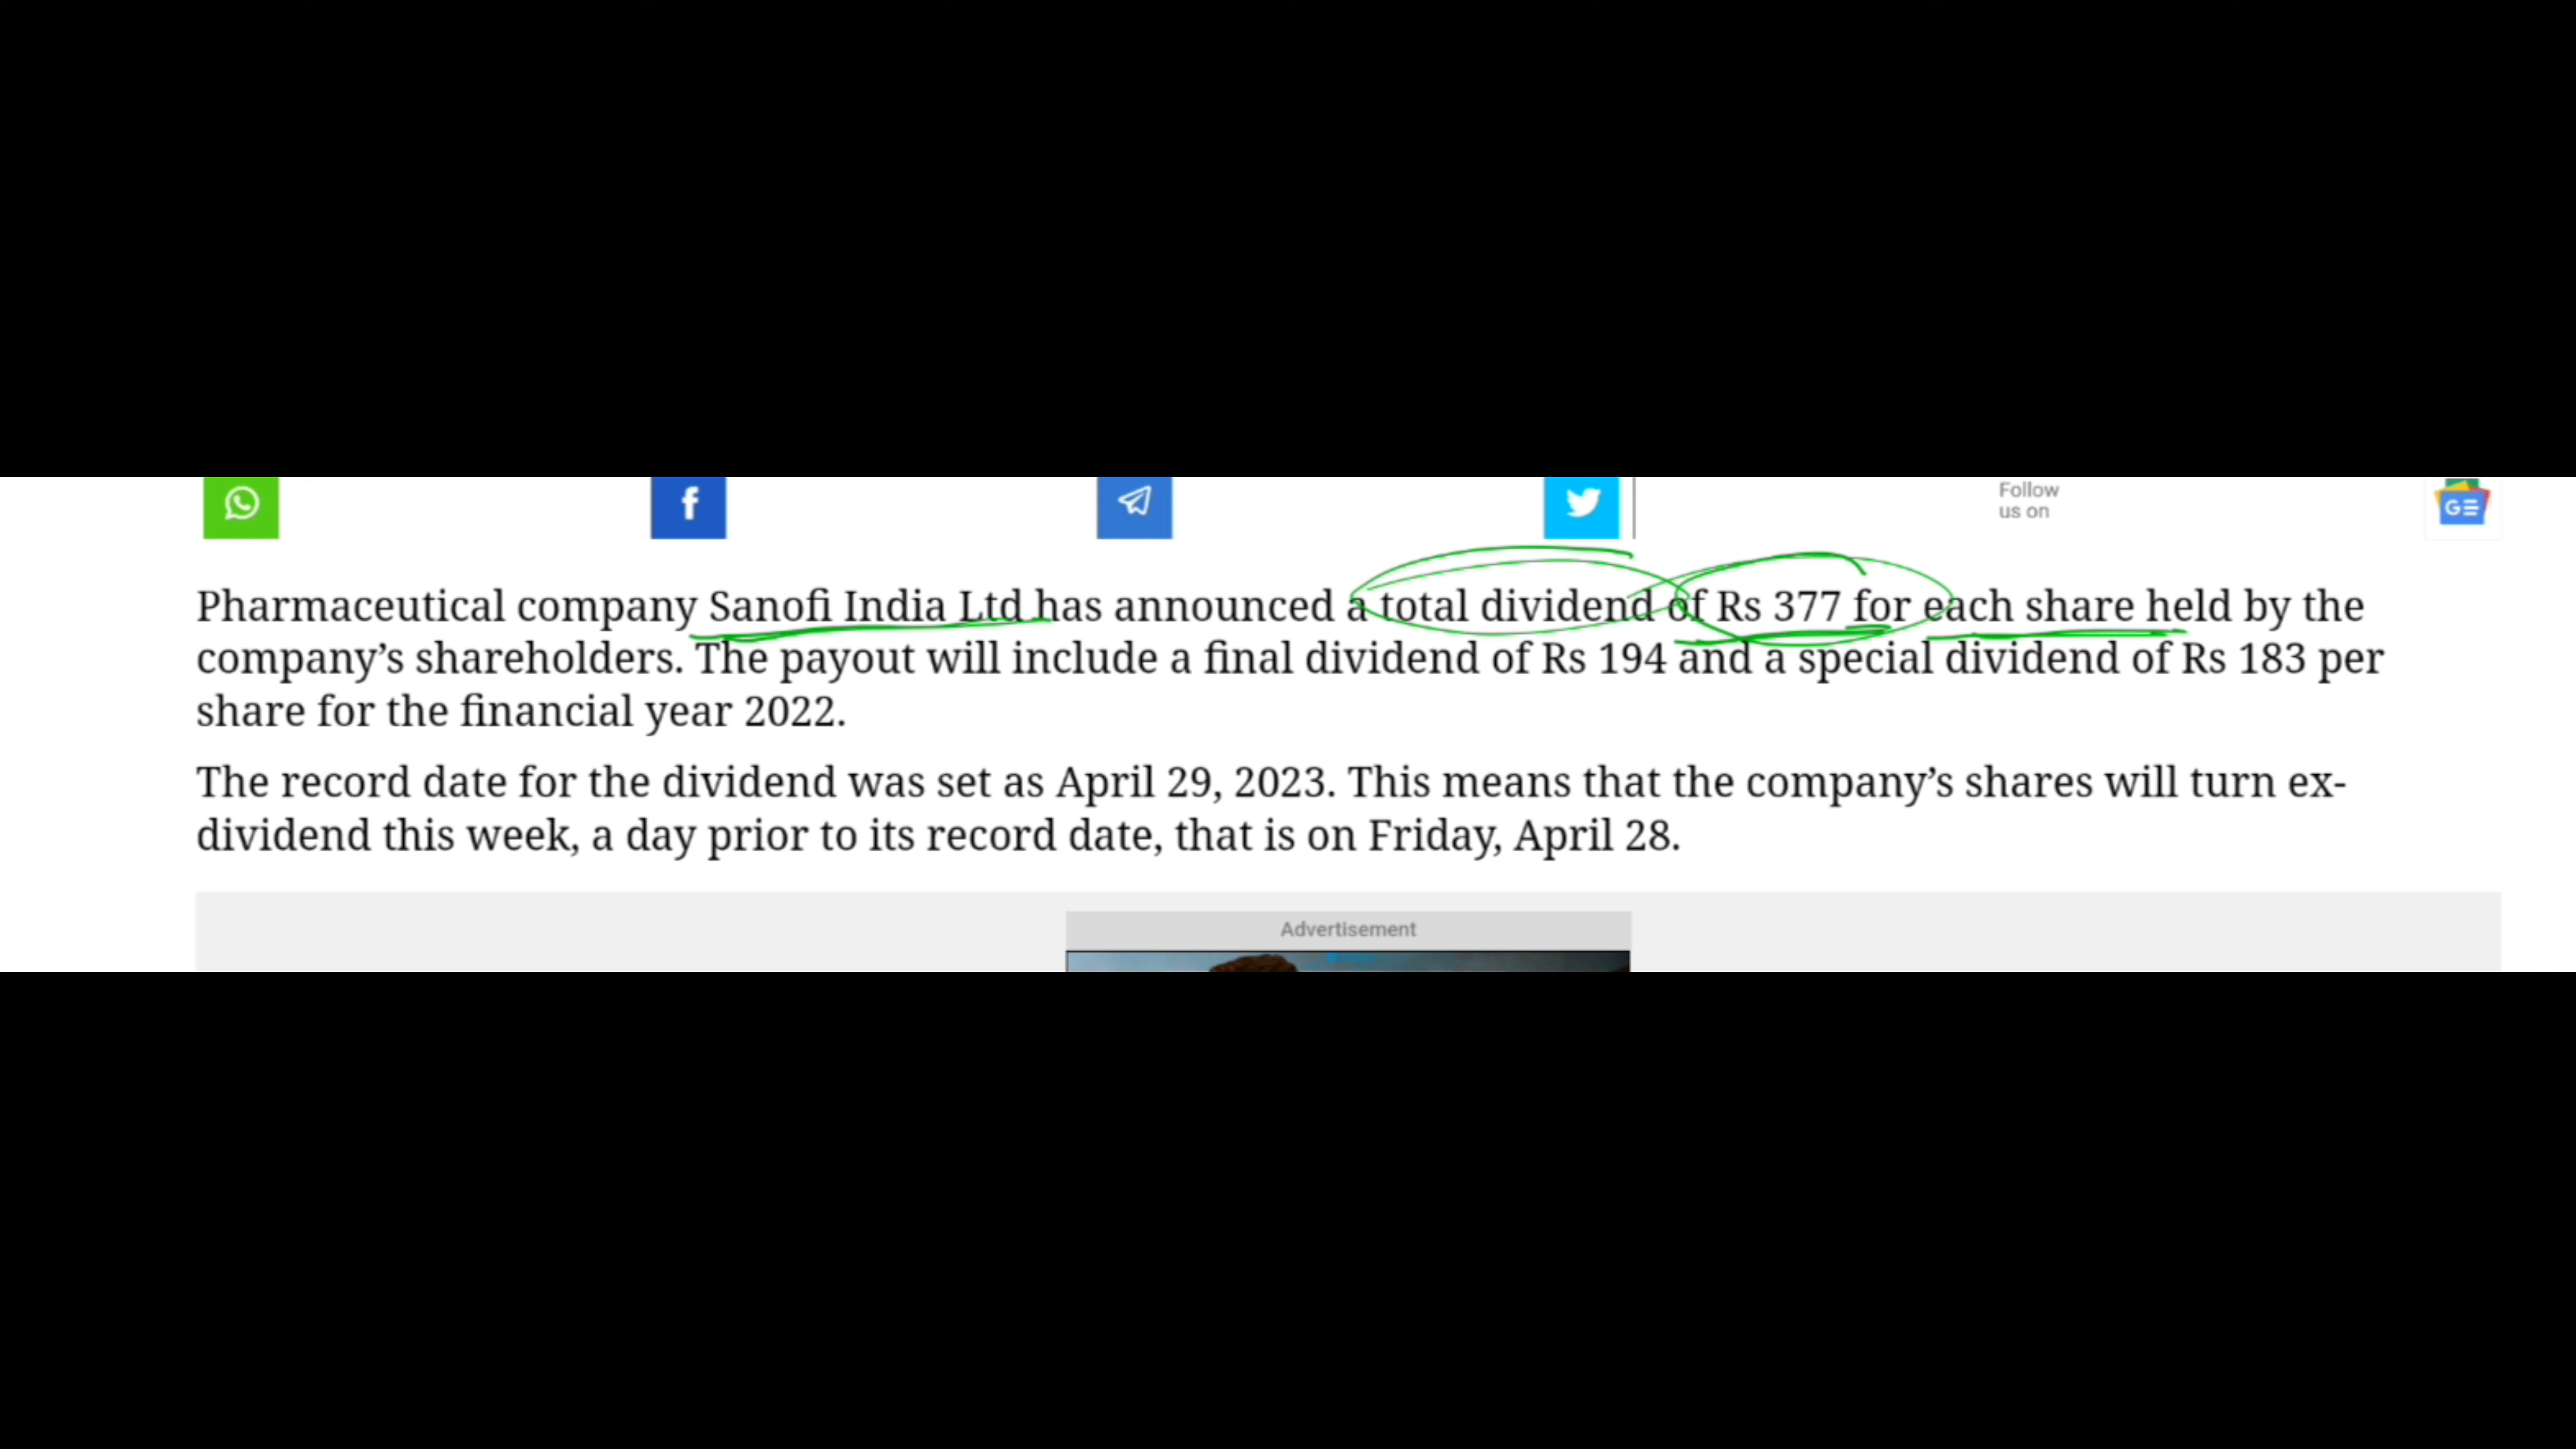 Follow
us on
Pharmaceutical company Sanofi India Ltd has announced a total dividend of Rs 377 for each share held by the
company’s shareholders. The payout will include a final dividend of Rs 194 and a special dividend of Rs 183 per
share for the financial year 2022.
The record date for the dividend was set as April 29, 2023. This means that the company’s shares will turn ex-
dividend this week, a day prior to its record date, that is on Friday, April 28.
Advertisement